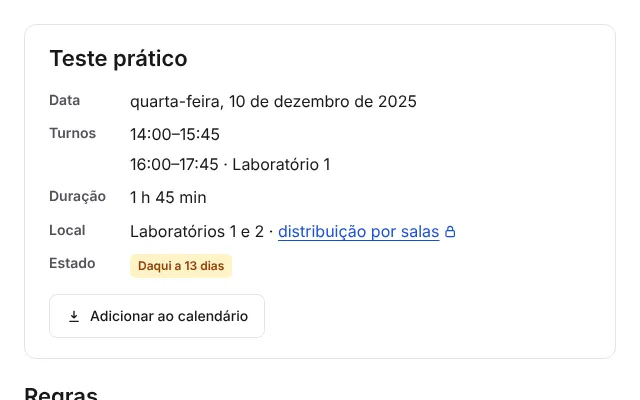 Teste prático
Data quarta-feira, 10 de dezembro de 2025
Turnos 14:00–15:45
16:00–17:45 · Laboratório 1
Duração 1 h 45 min
Local Laboratórios 1 e 2 · distribuição por salas
Estado Daqui a 13 dias
Adicionar ao calendário
Regras